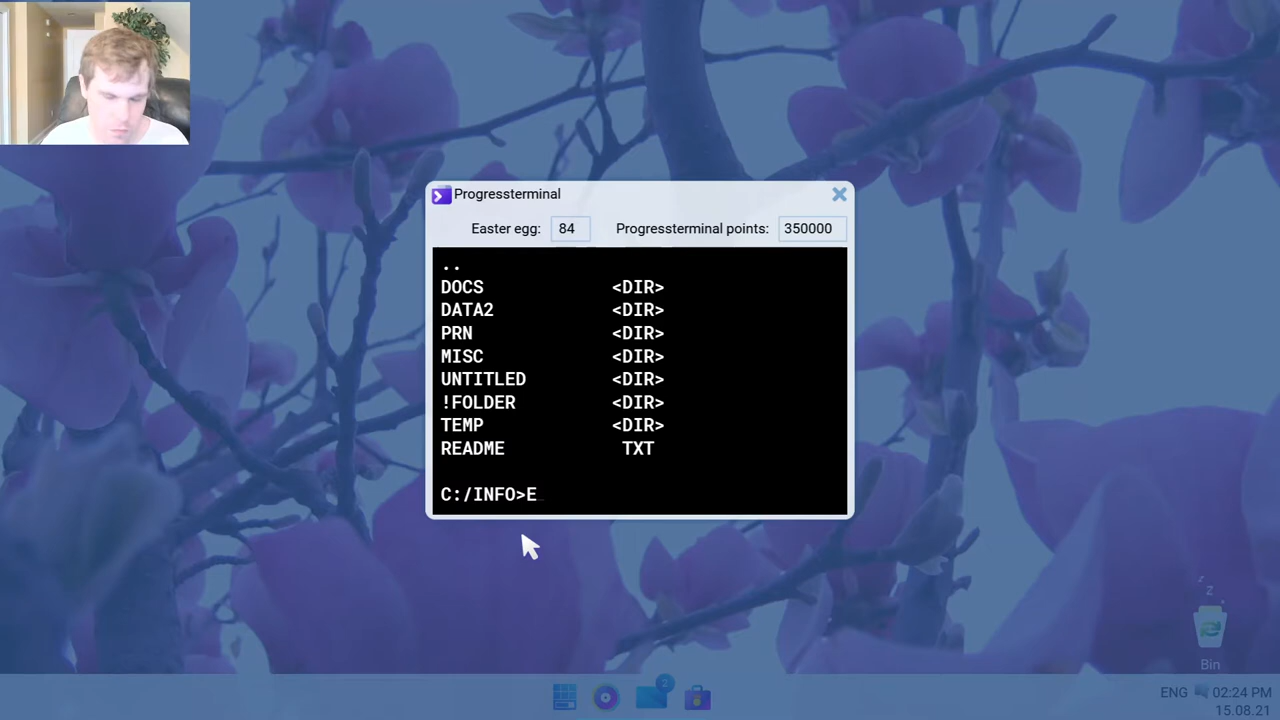 Progressterminal
Easter egg: 84 Progressterminal points: 350000
..
DOCS <DIR>
DATA2 <DIR>
PRN <DIR>
MISC <DIR>
UNTITLED <DIR>
!FOLDER <DIR>
TEMP <DIR>
README TXT
C:/INFO>E
z
Bin
2
ENG 02:24 PM
15.08.21